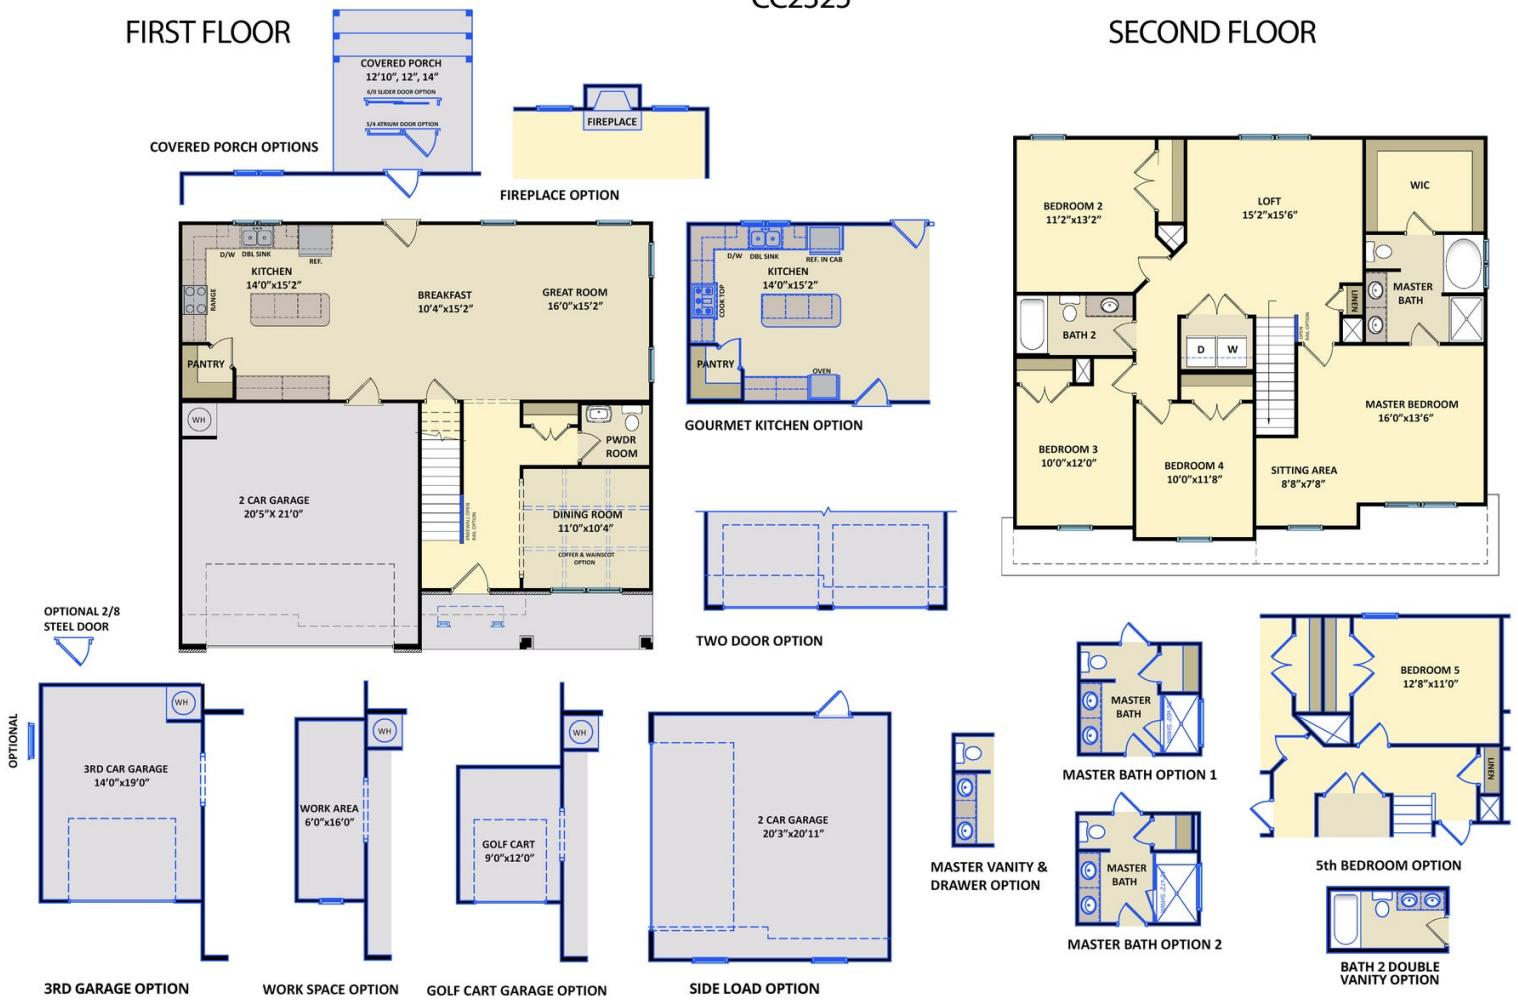 FIRST FLOOR
SECOND FLOOR
COVERED PORCH
12'10", 12", 14"
6/0 SLIDER DOOR OPTION
5/4 ATRIUM DOOR OPTION
COVERED PORCH OPTIONS
FIREPLACE
FIREPLACE OPTION
D/W
DBL SINK
REF.
KITCHEN
14'0"x15'2"
RANGE
BREAKFAST
10'4"x15'2"
GREAT ROOM
16'0"x15'2"
PANTRY
WH
PWDR
ROOM
2 CAR GARAGE
20'5"X 21'0"
KNEEWALL OPEN
RAIL OPTION
DINING ROOM
11'0"x10'4"
COFFER & WAINSCOT
OPTION
D/W
DBL SINK
REF. IN CAB
KITCHEN
14'0"x15'2"
COOK TOP
PANTRY
OVEN
GOURMET KITCHEN OPTION
TWO DOOR OPTION
BEDROOM 2
11'2"x13'2"
LOFT
15'2"x15'6"
WIC
MASTER
BATH
LINEN
OPEN
RAIL OPTION
BATH 2
D
W
MASTER BEDROOM
16'0"x13'6"
BEDROOM 3
10'0"x12'0"
BEDROOM 4
10'0"x11'8"
SITTING AREA
8'8"x7'8"
OPTIONAL 2/8
STEEL DOOR
OPTIONAL
WH
3RD CAR GARAGE
14'0"x19'0"
3RD GARAGE OPTION
WH
WORK AREA
6'0"x16'0"
WORK SPACE OPTION
WH
GOLF CART
9'0"x12'0"
GOLF CART GARAGE OPTION
2 CAR GARAGE
20'3"x20'11"
SIDE LOAD OPTION
MASTER VANITY &
DRAWER OPTION
MASTER
BATH
MASTER BATH OPTION 1
MASTER
BATH
MASTER BATH OPTION 2
BEDROOM 5
12'8"x11'0"
LINEN
5th BEDROOM OPTION
BATH 2 DOUBLE
VANITY OPTION